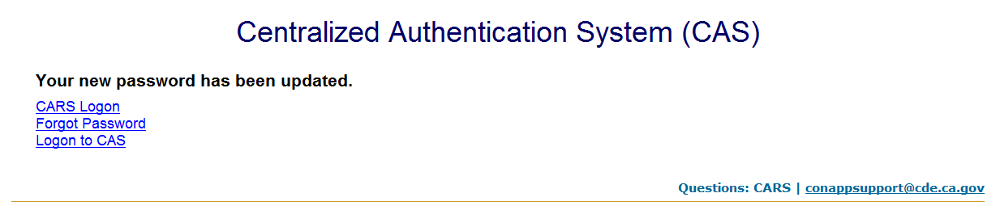 Centralized Authentication System (CAS)
Your new password has been updated.
CARS Logon
Forgot Password
Logon to CAS
Questions: CARS | conappsupport@cde.ca.gov